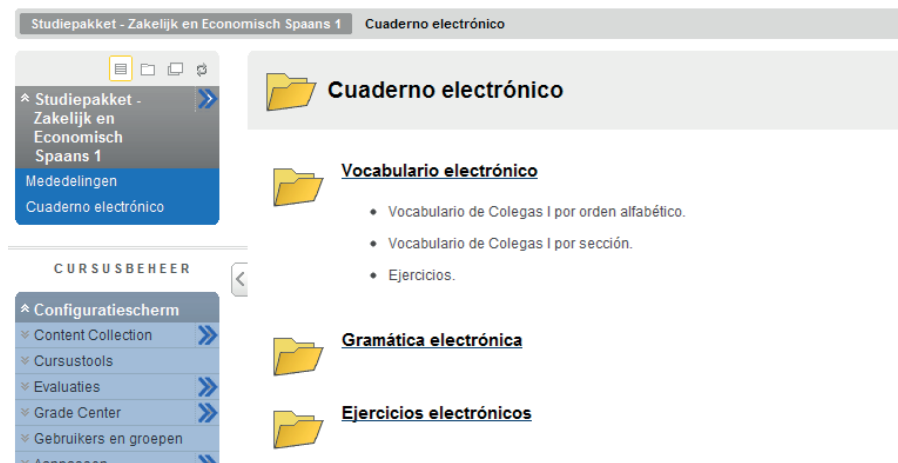 Studiepakket - Zakelijk en Economisch Spaans 1 Cuaderno electrónico
Studiepakket -
Zakelijk en
Economisch
Spaans 1
Mededelingen
Cuaderno electrónico
CURSUSBEHEER
Configuratiescherm
Content Collection
Cursustools
Evaluaties
Grade Center
Gebruikers en groepen
Aanpassen
Cuaderno electrónico
Vocabulario electrónico
• Vocabulario de Colegas I por orden alfabético.
• Vocabulario de Colegas I por sección.
• Ejercicios.
Gramática electrónica
Ejercicios electrónicos